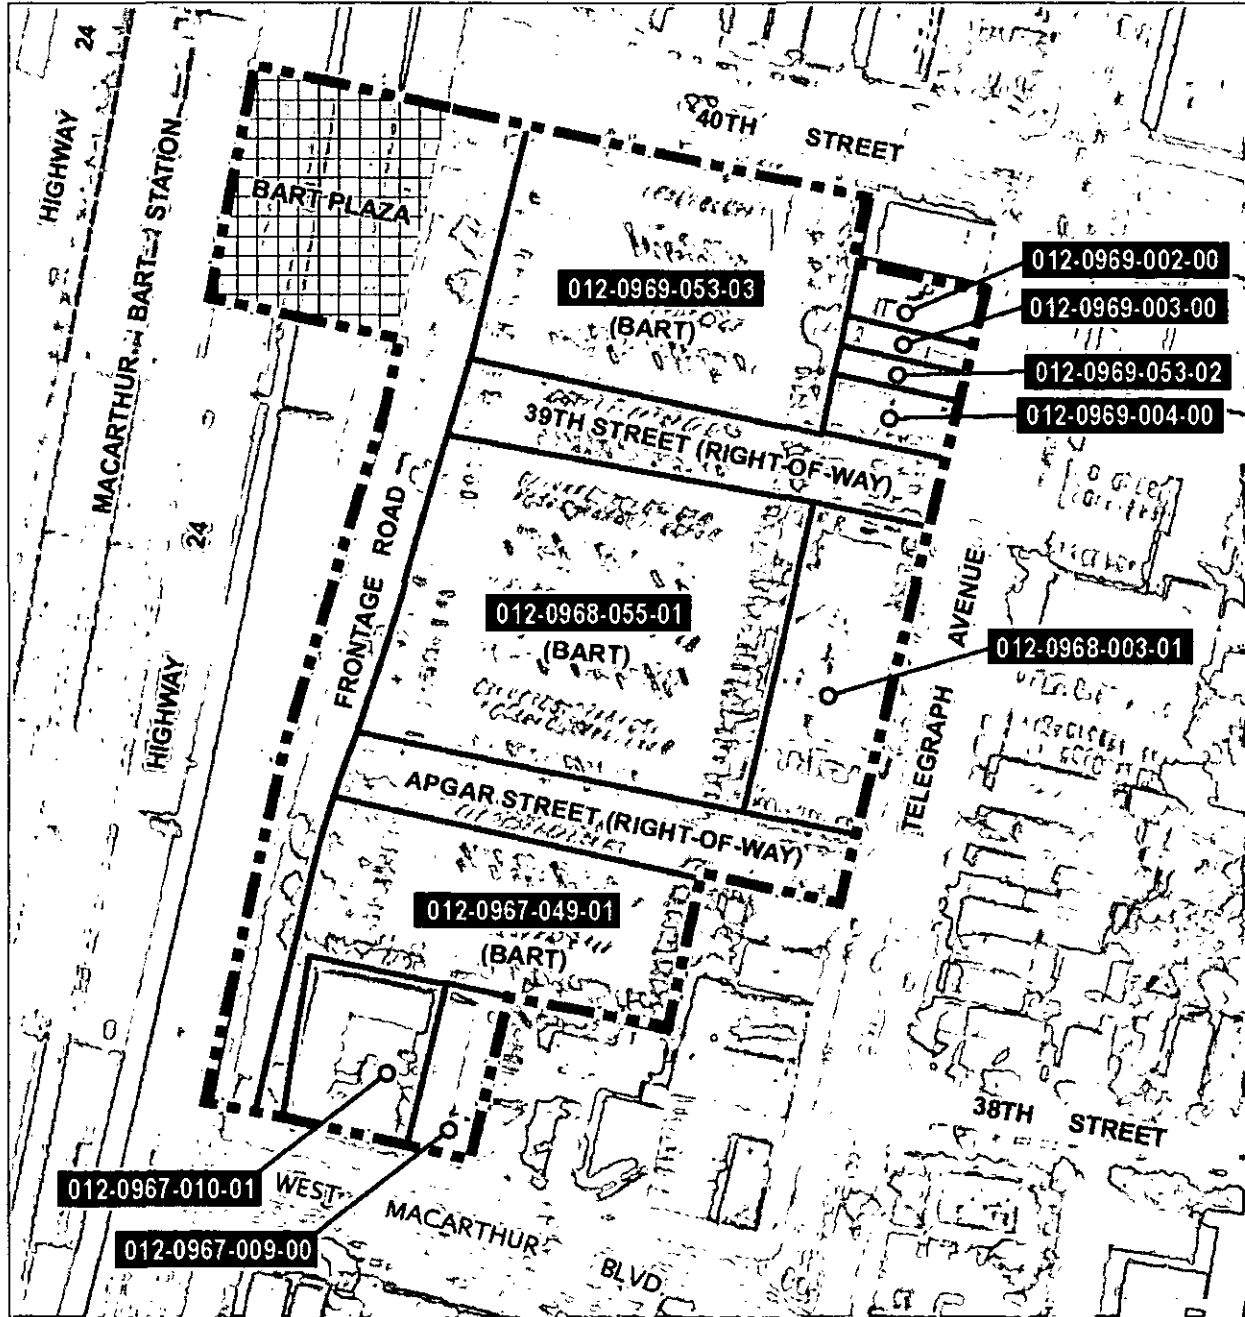 24
HIGHWAY
MACARTHUR BART STATION
BART PLAZA
40TH STREET
012-0969-002-00
012-0969-003-00
012-0969-053-02
012-0969-004-00
012-0969-053-03
(BART)
39TH STREET (RIGHT-OF-WAY)
24
HIGHWAY
FRONTAGE ROAD
012-0968-055-01
(BART)
012-0968-003-01
TELEGRAPH AVENUE
APGAR STREET (RIGHT-OF-WAY)
012-0967-049-01
(BART)
38TH STREET
012-0967-010-01
012-0967-009-00
WEST MACARTHUR BLVD